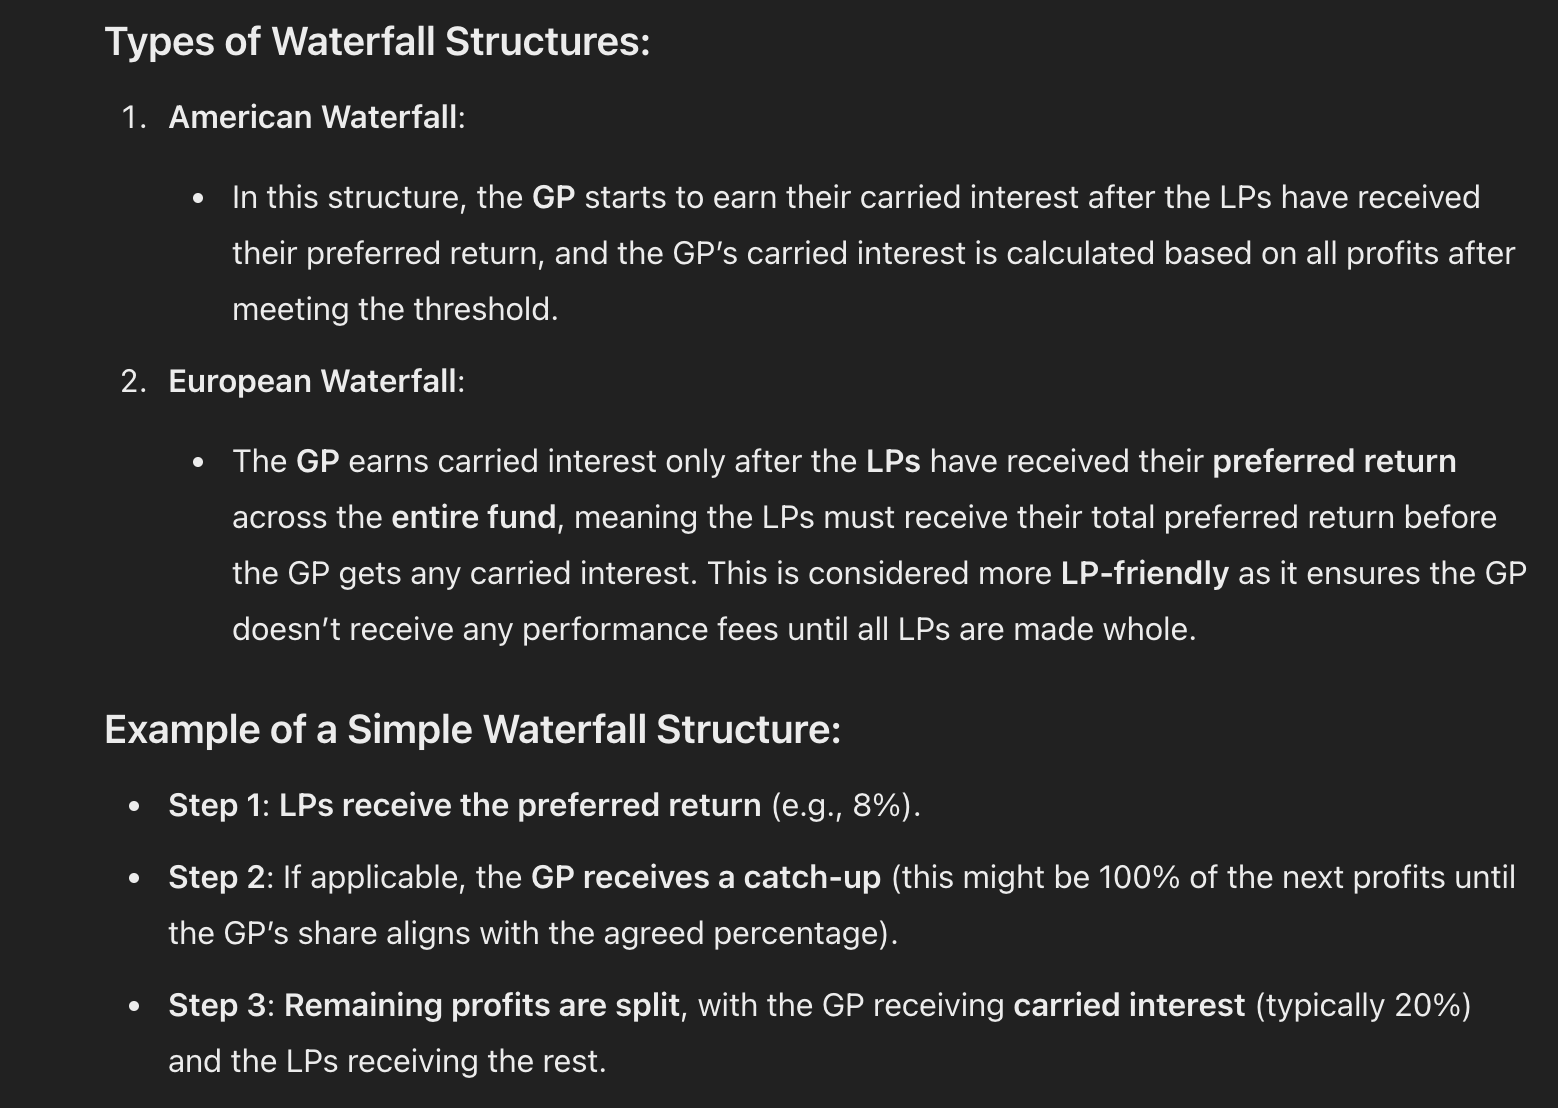 Types of Waterfall Structures:
1. American Waterfall:
• In this structure, the GP starts to earn their carried interest after the LPs have received
their preferred return, and the GP’s carried interest is calculated based on all profits after
meeting the threshold.
2. European Waterfall:
• The GP earns carried interest only after the LPs have received their preferred return
across the entire fund, meaning the LPs must receive their total preferred return before
the GP gets any carried interest. This is considered more LP-friendly as it ensures the GP
doesn’t receive any performance fees until all LPs are made whole.
Example of a Simple Waterfall Structure:
• Step 1: LPs receive the preferred return (e.g., 8%).
• Step 2: If applicable, the GP receives a catch-up (this might be 100% of the next profits until
the GP’s share aligns with the agreed percentage).
• Step 3: Remaining profits are split, with the GP receiving carried interest (typically 20%)
and the LPs receiving the rest.